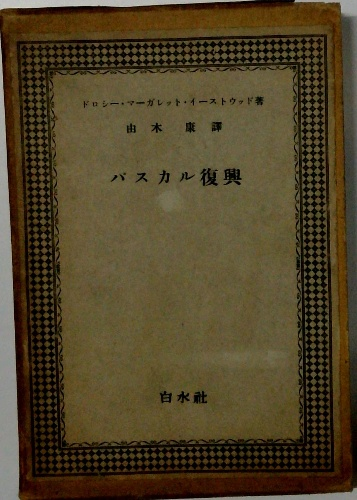 ドロシー・マーガレット・イーストウッド著
由木康譯
パスカル復興
白水社